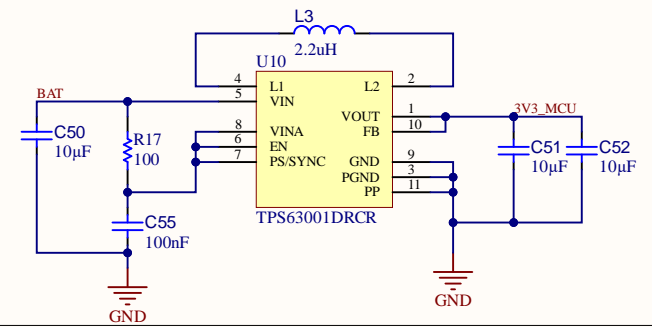 L3
2.2uH
U10
4 L1 L2 2
BAT
5 VIN
VOUT 1 3V3_MCU
FB 10
8 VINA
C50
10µF
R17
100
6 EN
7 PS/SYNC
GND 9
PGND 3
PP 11
C51
10µF
C52
10µF
C55
100nF
TPS63001DRCR
GND
GND